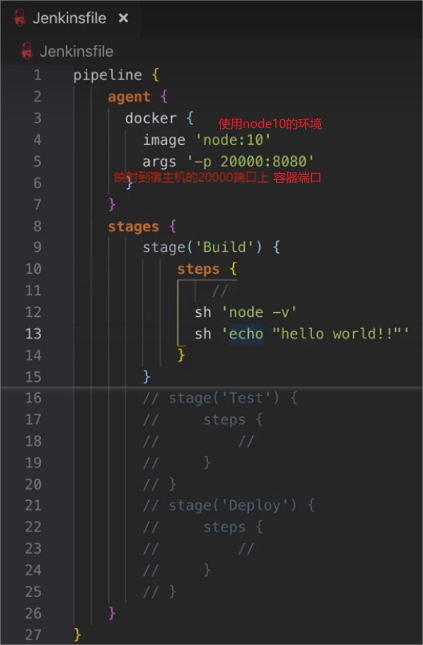 Jenkinsfile ×
Jenkinsfile
1 pipeline {
2 agent {
3 docker { 使用node10的环境
4 image 'node:10'
5 args '-p 20000:8080'
映射到宿主机的20000端口上 容器端口
6 }
7 }
8 stages {
9 stage('Build') {
10 steps {
11 //
12 sh 'node -v'
13 sh 'echo "hello world!!"'
14 }
15 }
16 // stage('Test') {
17 // steps {
18 // //
19 // }
20 // }
21 // stage('Deploy') {
22 // steps {
23 // //
24 // }
25 // }
26 }
27 }